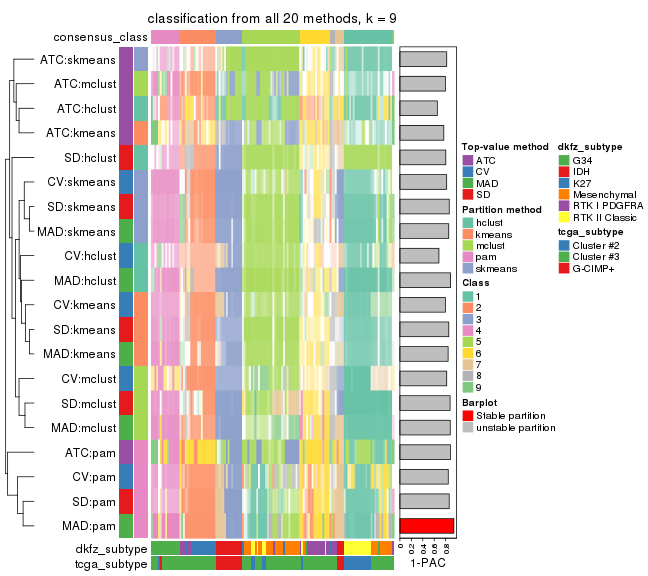 classification from all 20 methods, k = 9
consensus_class
ATC:skmeans
ATC:mclust
ATC:hclust
ATC:kmeans
SD:hclust
CV:skmeans
SD:skmeans
MAD:skmeans
CV:hclust
MAD:hclust
CV:kmeans
SD:kmeans
MAD:kmeans
CV:mclust
SD:mclust
MAD:mclust
ATC:pam
CV:pam
SD:pam
MAD:pam
dkfz_subtype
tcga_subtype
0 0.2 0.4 0.6 0.8
1-PAC
Top-value method
ATC
CV
MAD
SD
Partition method
hclust
kmeans
mclust
pam
skmeans
Class
1
2
3
4
5
6
7
8
9
Barplot
Stable partition
unstable partition
dkfz_subtype
G34
IDH
K27
Mesenchymal
RTK I PDGFRA
RTK II Classic
tcga_subtype
Cluster #2
Cluster #3
G-CIMP+